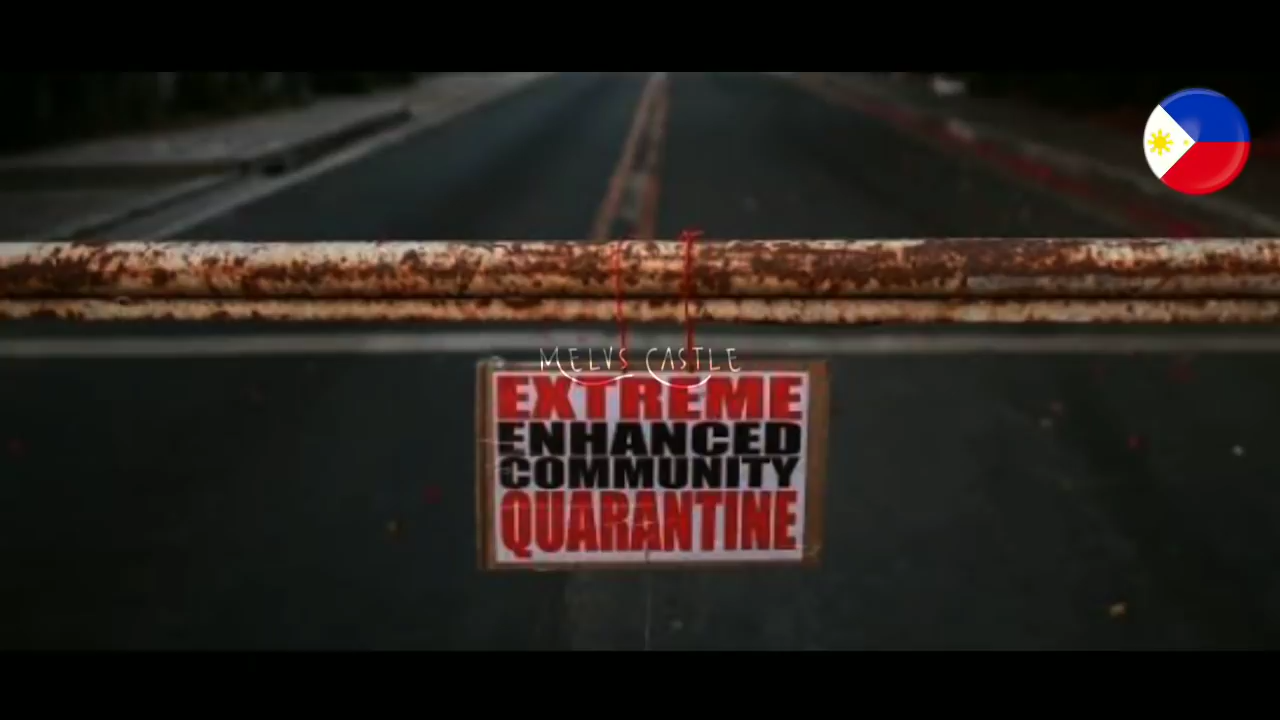 MELVS CASTLE
EXTREME
ENHANCED
COMMUNITY
QUARANTINE